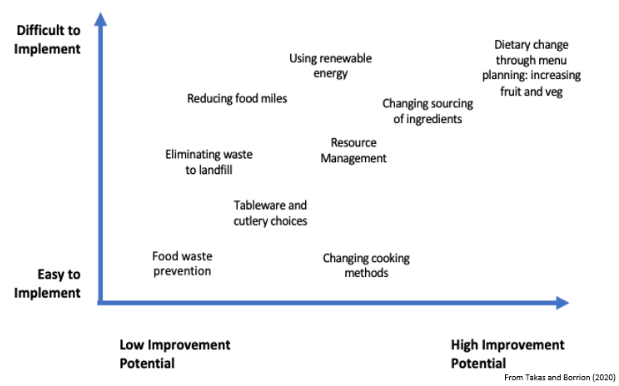 Difficult to
Implement
Using renewable
energy
Dietary change
through menu
planning: increasing
fruit and veg
Reducing food miles
Changing sourcing
of ingredients
Resource
Management
Eliminating waste
to landfill
Tableware and
cutlery choices
Food waste
prevention
Changing cooking
methods
Easy to
Implement
Low Improvement
Potential
High Improvement
Potential
From Takas and Borrion (2020)